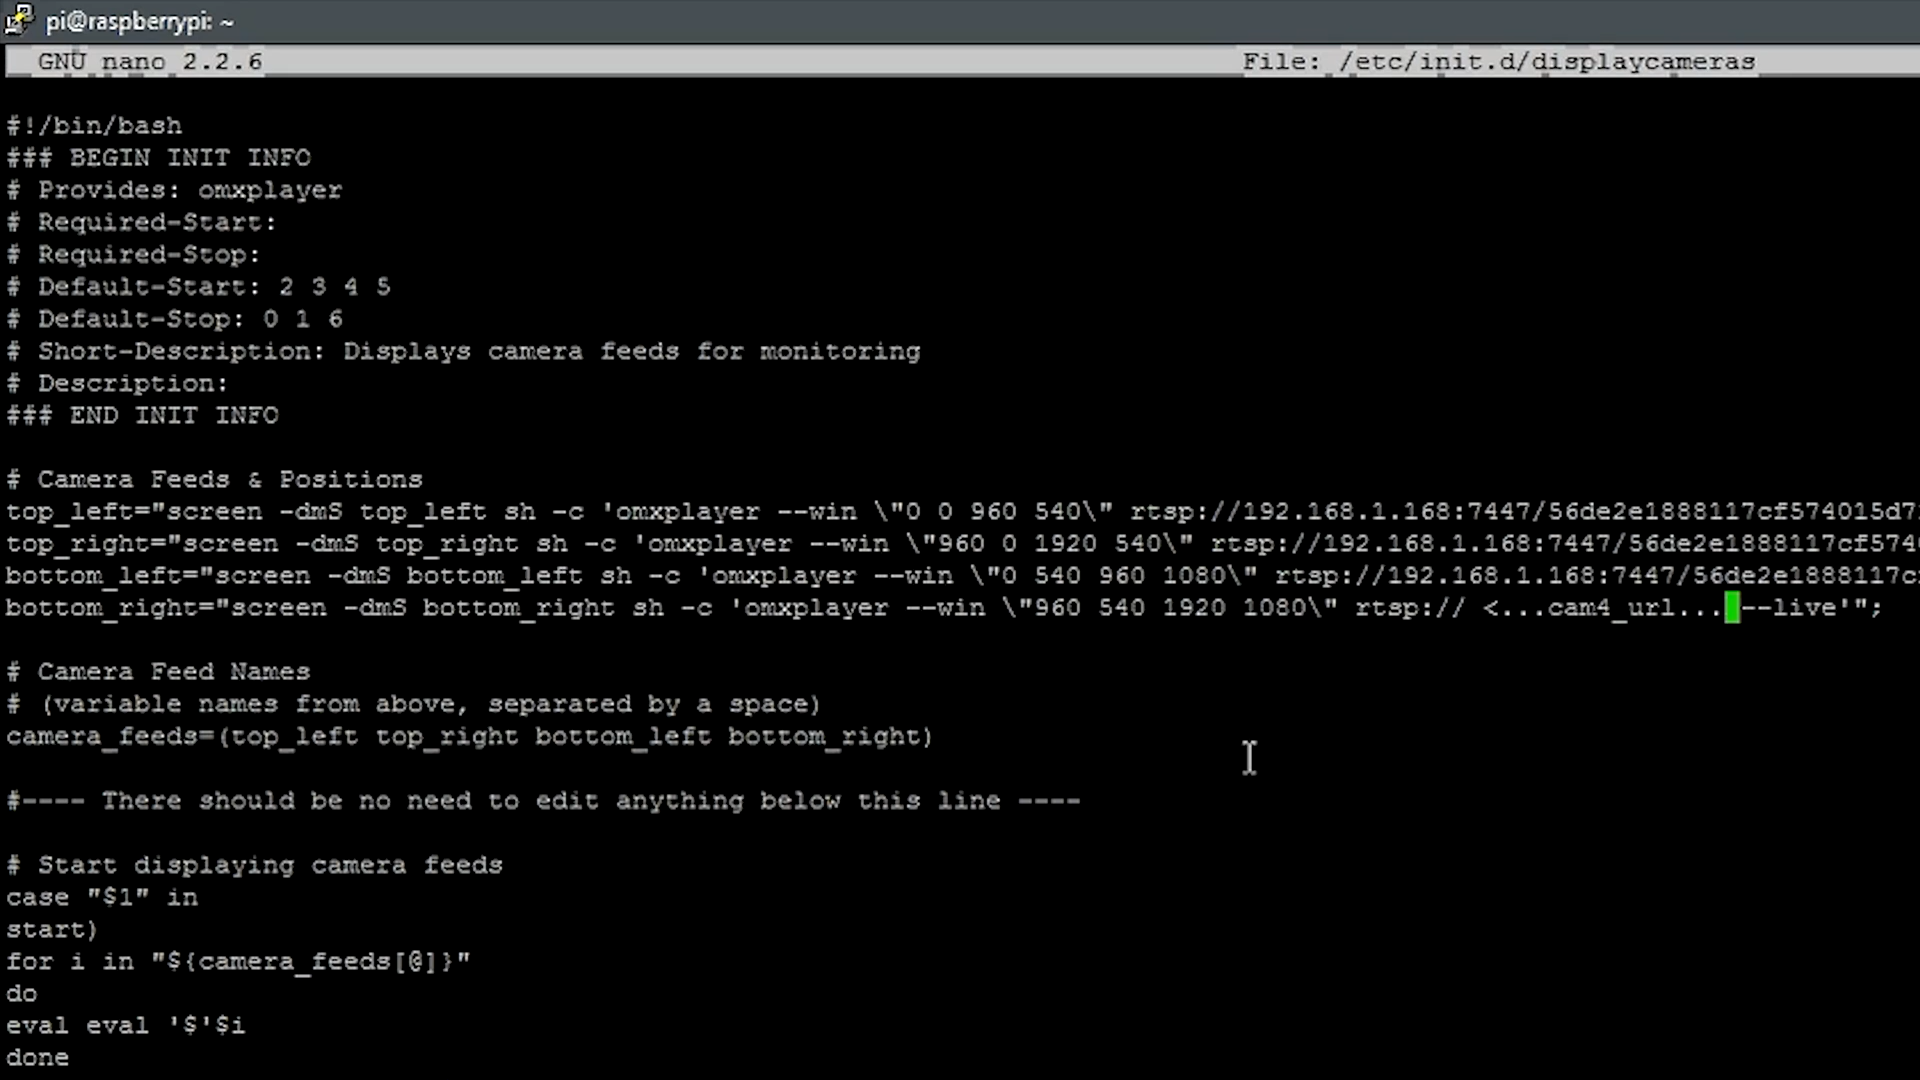 pi@raspberrypi: ~
GNU nano 2.2.6 File: /etc/init.d/displaycameras
#!/bin/bash
### BEGIN INIT INFO
# Provides: omxplayer
# Required-Start:
# Required-Stop:
# Default-Start: 2 3 4 5
# Default-Stop: 0 1 6
# Short-Description: Displays camera feeds for monitoring
# Description:
### END INIT INFO
# Camera Feeds & Positions
top_left="screen -dmS top_left sh -c 'omxplayer --win \"0 0 960 540\" rtsp://192.168.1.168:7447/56de2e1888117cf574015d7
top_right="screen -dmS top_right sh -c 'omxplayer --win \"960 0 1920 540\" rtsp://192.168.1.168:7447/56de2e1888117cf574
bottom_left="screen -dmS bottom_left sh -c 'omxplayer --win \"0 540 960 1080\" rtsp://192.168.1.168:7447/56de2e1888117c
bottom_right="screen -dmS bottom_right sh -c 'omxplayer --win \"960 540 1920 1080\" rtsp:// <...cam4_url... --live'";
# Camera Feed Names
# (variable names from above, separated by a space)
camera_feeds=(top_left top_right bottom_left bottom_right)
#---- There should be no need to edit anything below this line ----
# Start displaying camera feeds
case "$1" in
start)
for i in "${camera_feeds[@]}"
do
eval eval '$'$i
done